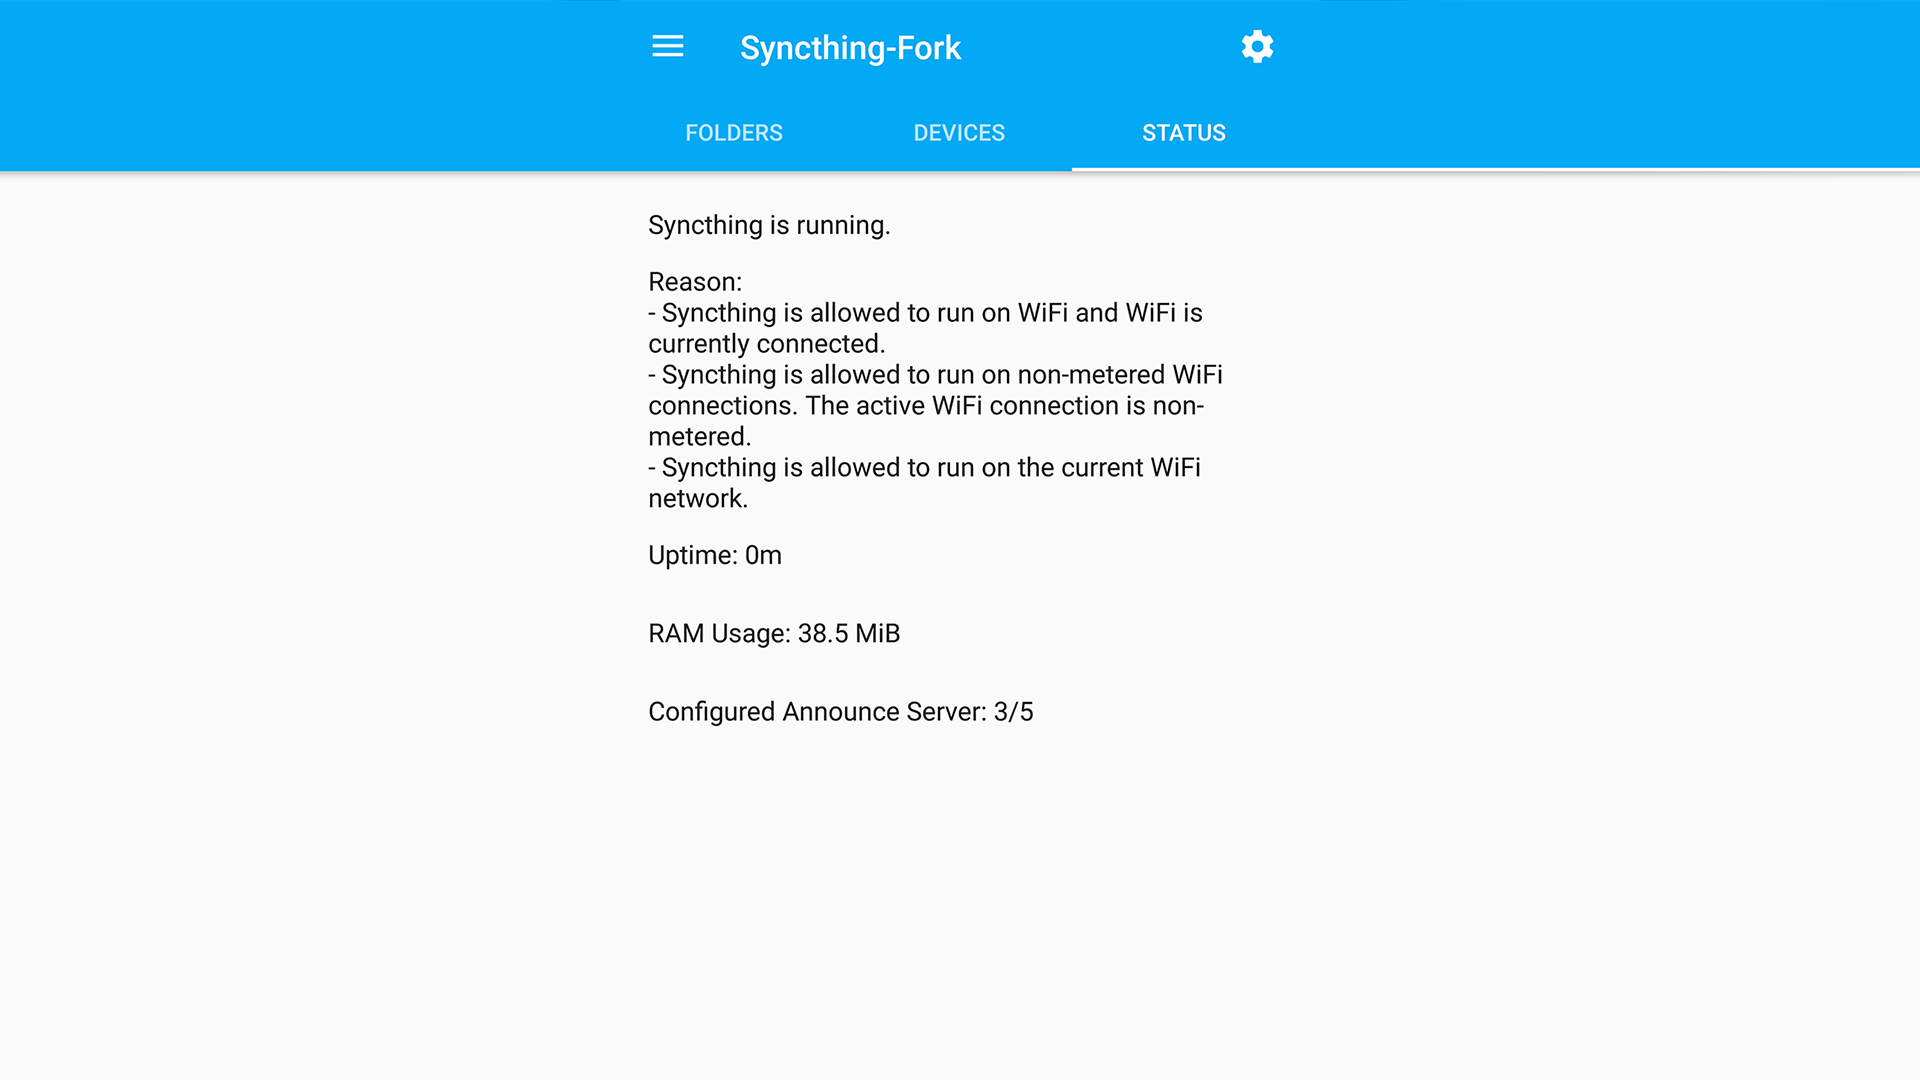 Syncthing-Fork
FOLDERS DEVICES STATUS
Syncthing is running.
Reason:
- Syncthing is allowed to run on WiFi and WiFi is
currently connected.
- Syncthing is allowed to run on non-metered WiFi
connections. The active WiFi connection is non-
metered.
- Syncthing is allowed to run on the current WiFi
network.
Uptime: 0m
RAM Usage: 38.5 MiB
Configured Announce Server: 3/5